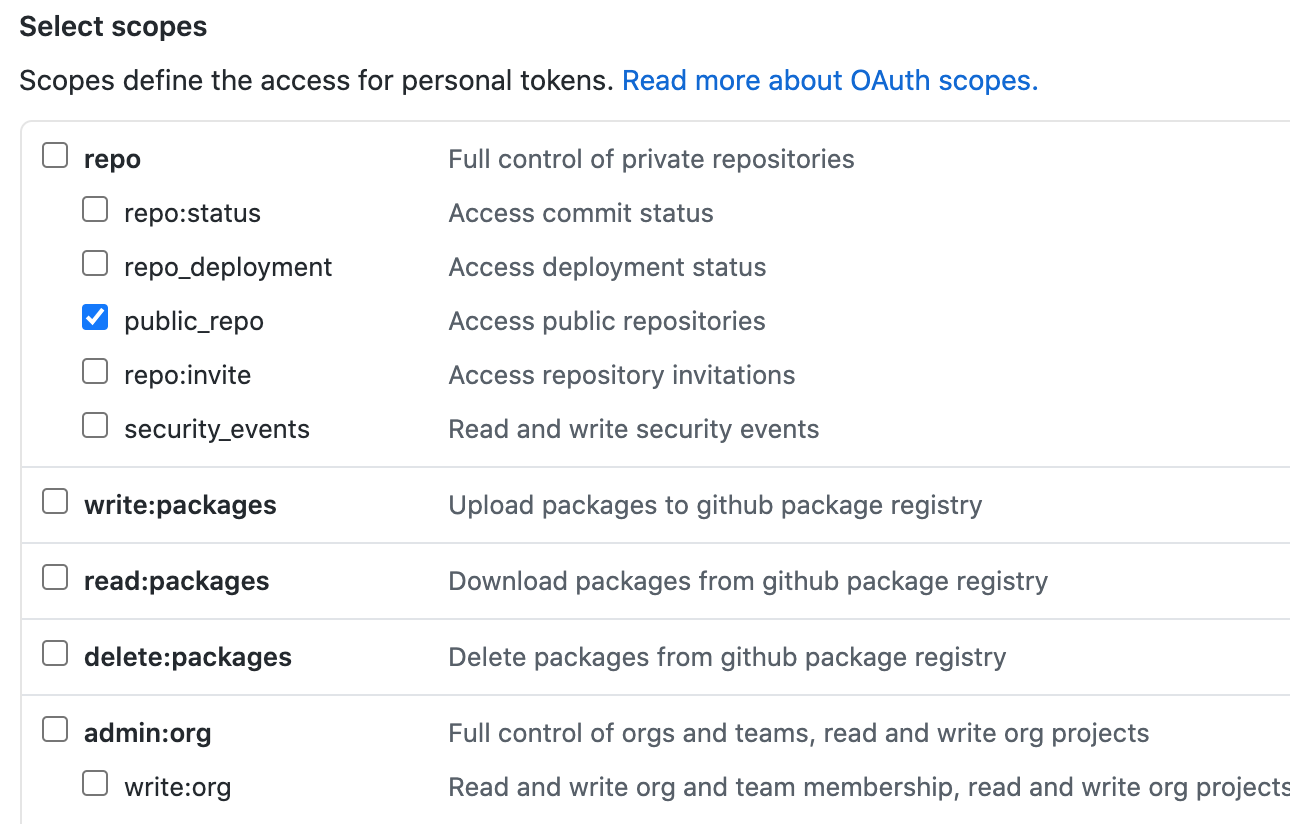 Select scopes
Scopes define the access for personal tokens. Read more about OAuth scopes.
repo Full control of private repositories
repo:status Access commit status
repo_deployment Access deployment status
public_repo Access public repositories
repo:invite Access repository invitations
security_events Read and write security events
write:packages Upload packages to github package registry
read:packages Download packages from github package registry
delete:packages Delete packages from github package registry
admin:org Full control of orgs and teams, read and write org projects
write:org Read and write org and team membership, read and write org projects